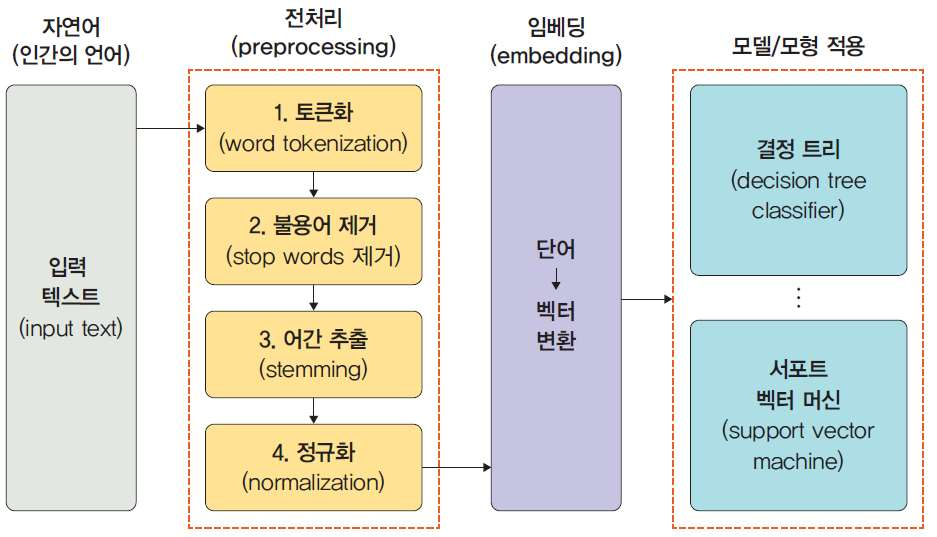 자연어
(인간의 언어)
입력
텍스트
(input text)
전처리
(preprocessing)
1. 토큰화
(word tokenization)
2. 불용어 제거
(stop words 제거)
3. 어간 추출
(stemming)
4. 정규화
(normalization)
임베딩
(embedding)
단어
벡터
변환
모델/모형 적용
결정 트리
(decision tree
classifier)
서포트
벡터 머신
(support vector
machine)